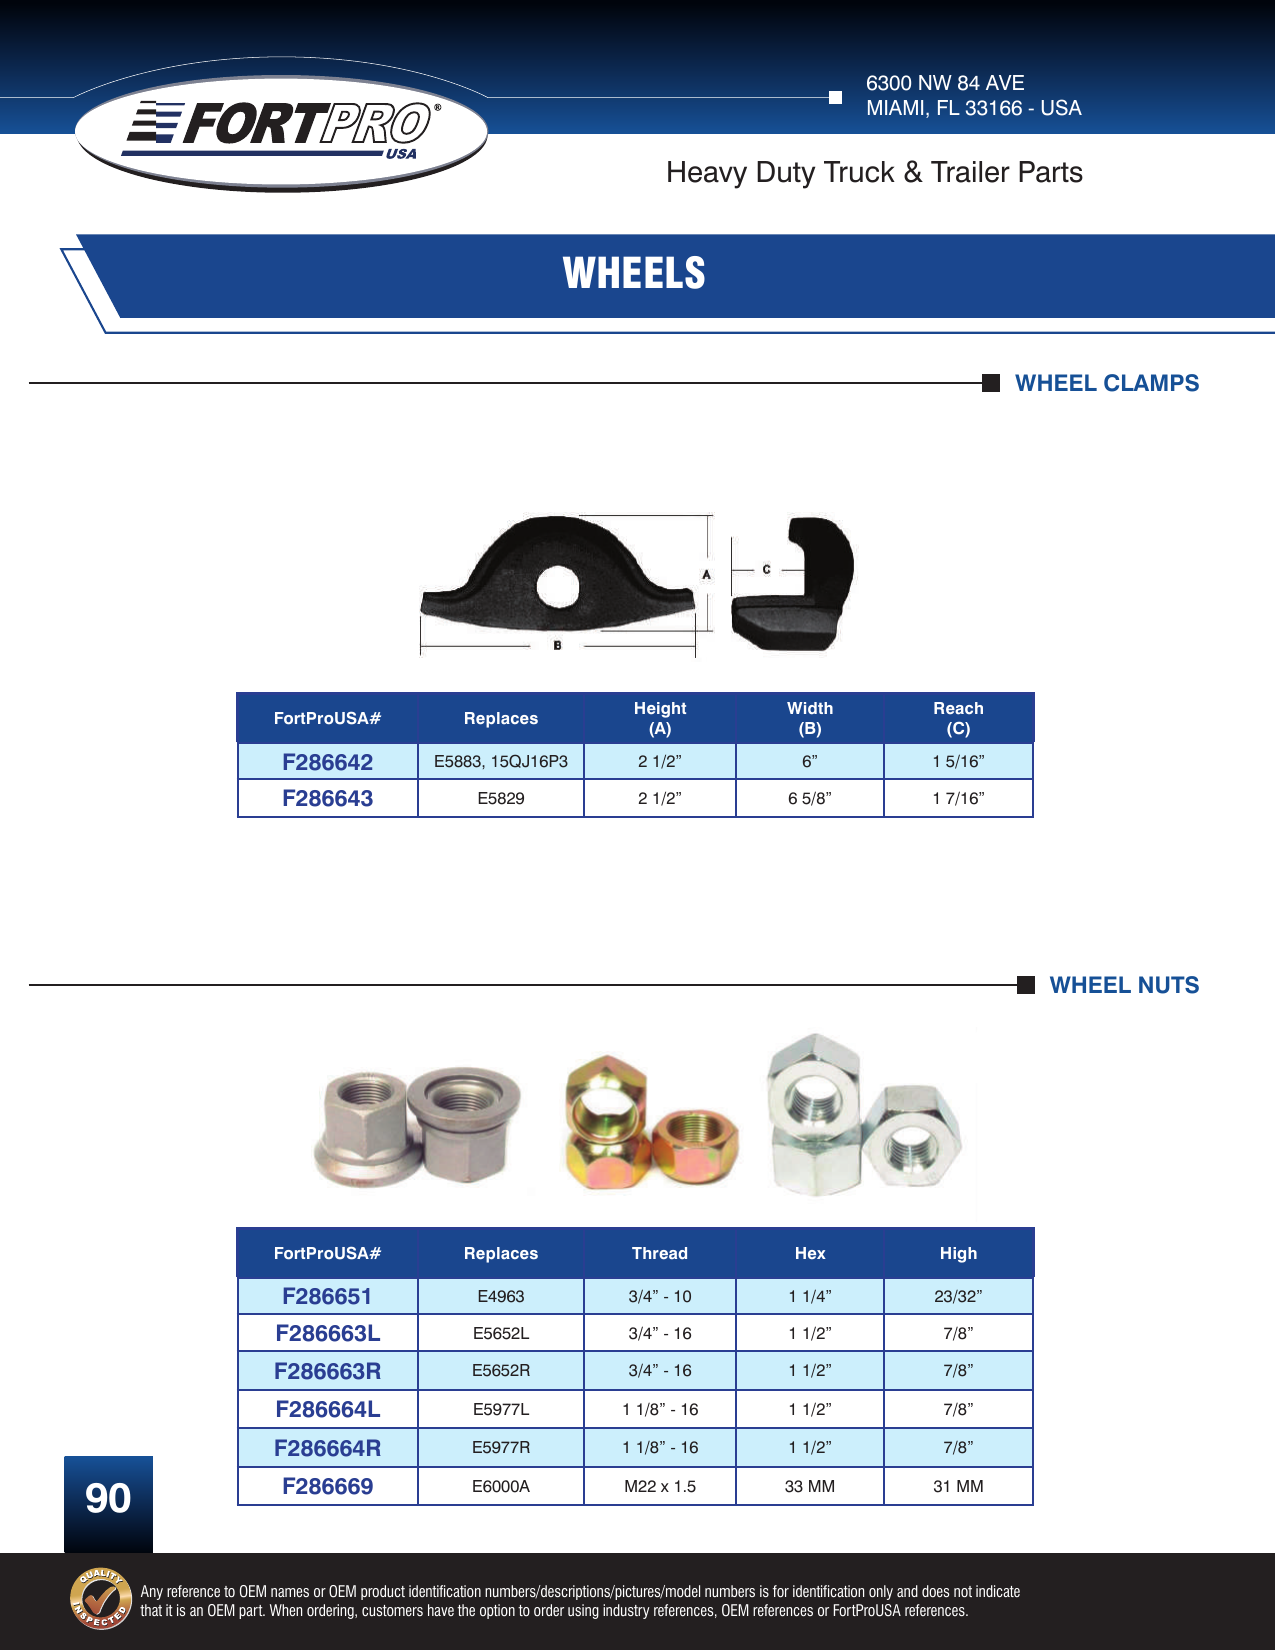 FORTPRO®
USA
6300 NW 84 AVE
MIAMI, FL 33166 - USA
Heavy Duty Truck & Trailer Parts
WHEELS
WHEEL CLAMPS
A
C
B
FortProUSA# Replaces Height (A) Width (B) Reach (C)
F286642 E5883, 15QJ16P3 2 1/2” 6” 1 5/16”
F286643 E5829 2 1/2” 6 5/8” 1 7/16”
WHEEL NUTS
FortProUSA# Replaces Thread Hex High
F286651 E4963 3/4” - 10 1 1/4” 23/32”
F286663L E5652L 3/4” - 16 1 1/2” 7/8”
F286663R E5652R 3/4” - 16 1 1/2” 7/8”
F286664L E5977L 1 1/8” - 16 1 1/2” 7/8”
F286664R E5977R 1 1/8” - 16 1 1/2” 7/8”
F286669 E6000A M22 x 1.5 33 MM 31 MM
90
QUALITY
INSPECTED
Any reference to OEM names or OEM product identification numbers/descriptions/pictures/model numbers is for identification only and does not indicate
that it is an OEM part. When ordering, customers have the option to order using industry references, OEM references or FortProUSA references.